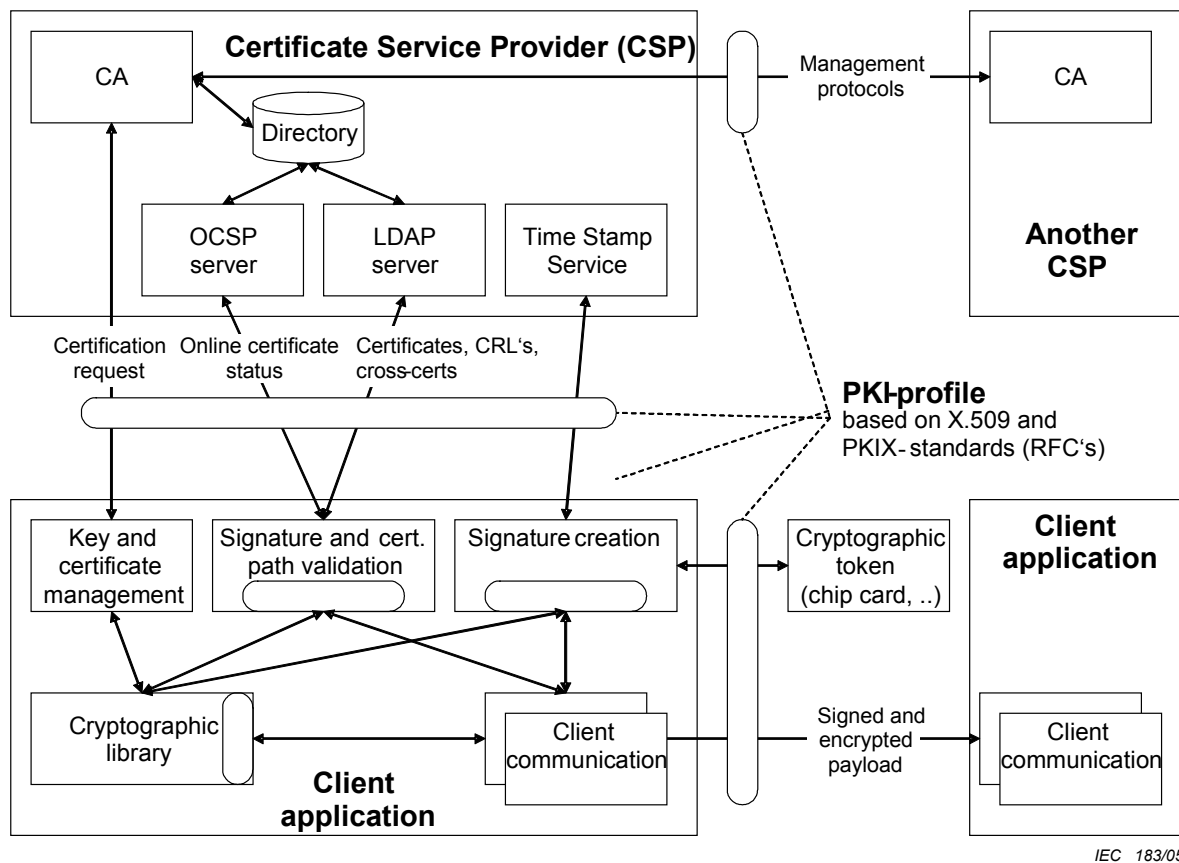 Certificate Service Provider (CSP)
CA
Directory
OCSP
server
LDAP
server
Time Stamp
Service
Management
protocols
CA
Another
CSP
Certification
request
Online certificate
status
Certificates, CRL‘s,
cross-certs
PKI-profile
based on X.509 and
PKIX- standards (RFC‘s)
Key and
certificate
management
Signature and cert.
path validation
Signature creation
Cryptographic
token
(chip card, ..)
Client
application
Cryptographic
library
Client
communication
Signed and
encrypted
payload
Client
communication
Client
application
IEC 183/05